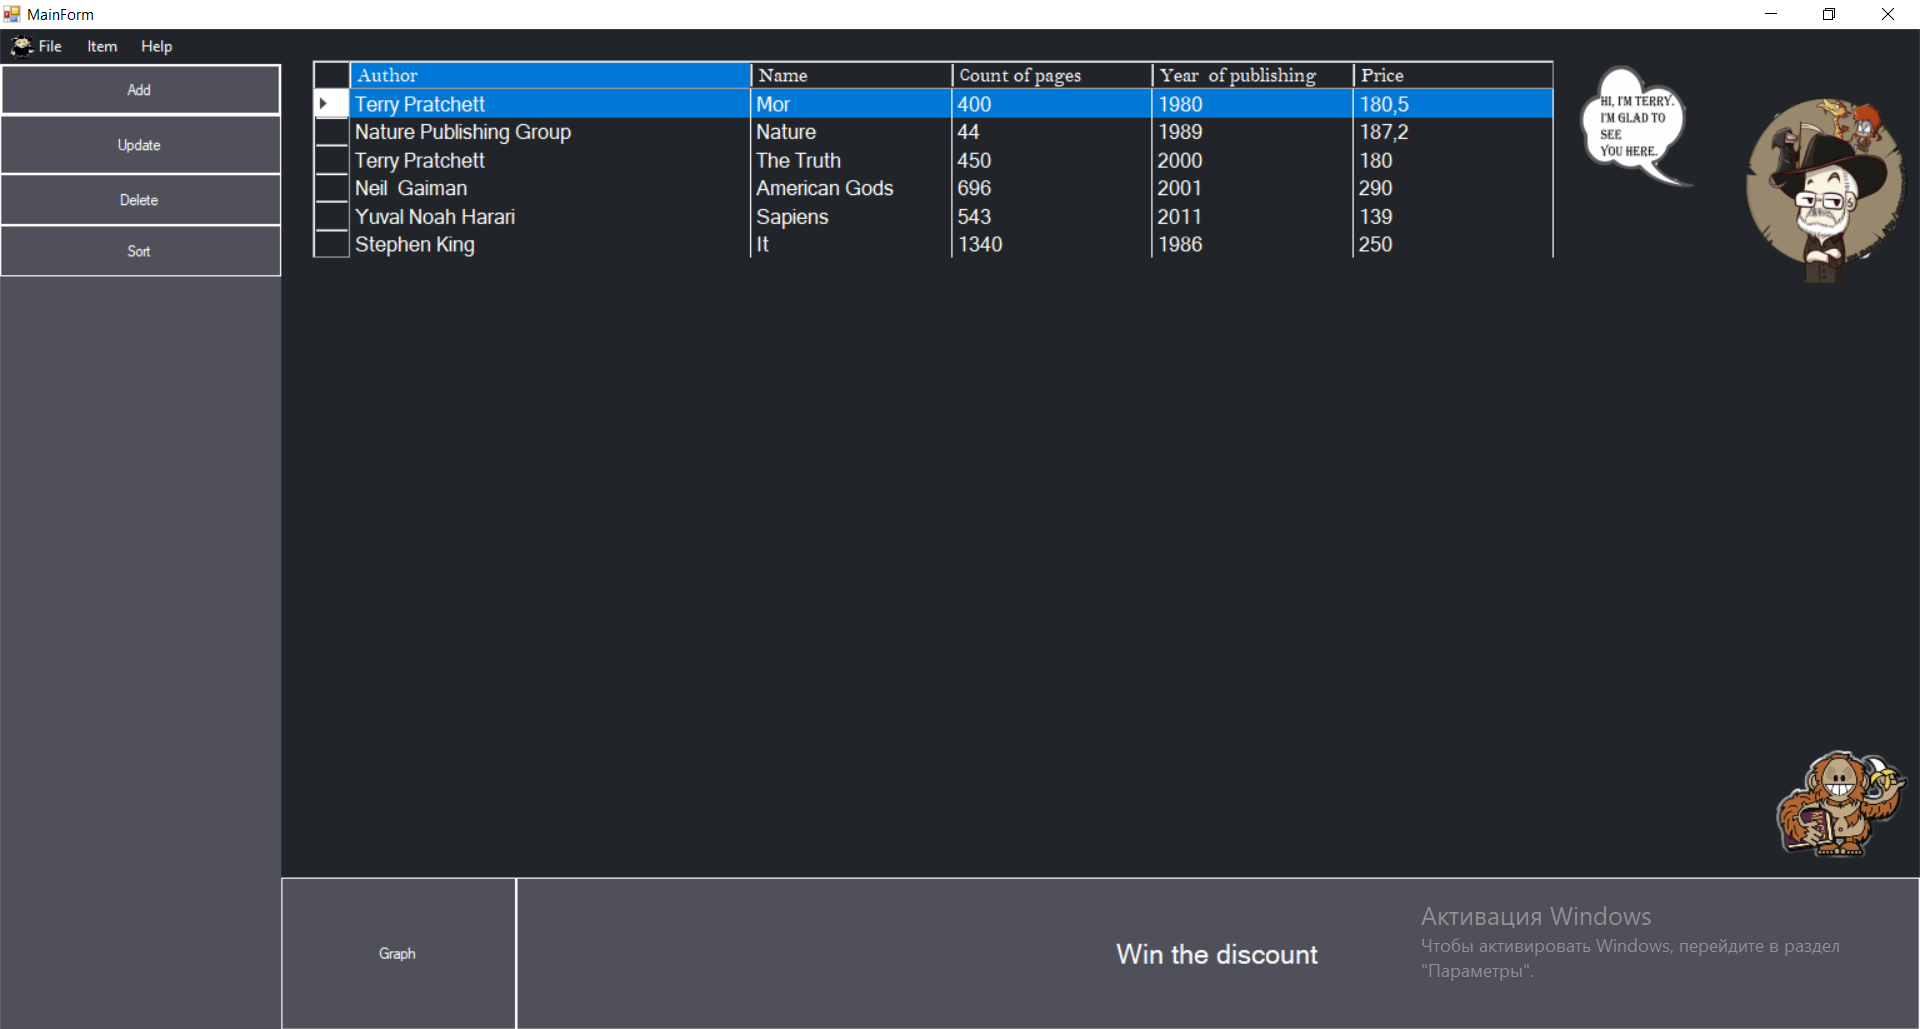 MainForm
File Item Help
Add
Update
Delete
Sort
Author Name Count of pages Year  of publishing Price
Terry Pratchett Mor 400 1980 180,5
Nature Publishing Group Nature 44 1989 187,2
Terry Pratchett The Truth 450 2000 180
Neil  Gaiman American Gods 696 2001 290
Yuval Noah Harari Sapiens 543 2011 139
Stephen King It 1340 1986 250
HI, I'M TERRY.
I'M GLAD TO
SEE
YOU HERE.
Graph
Win the discount
Активация Windows
Чтобы активировать Windows, перейдите в раздел
"Параметры".